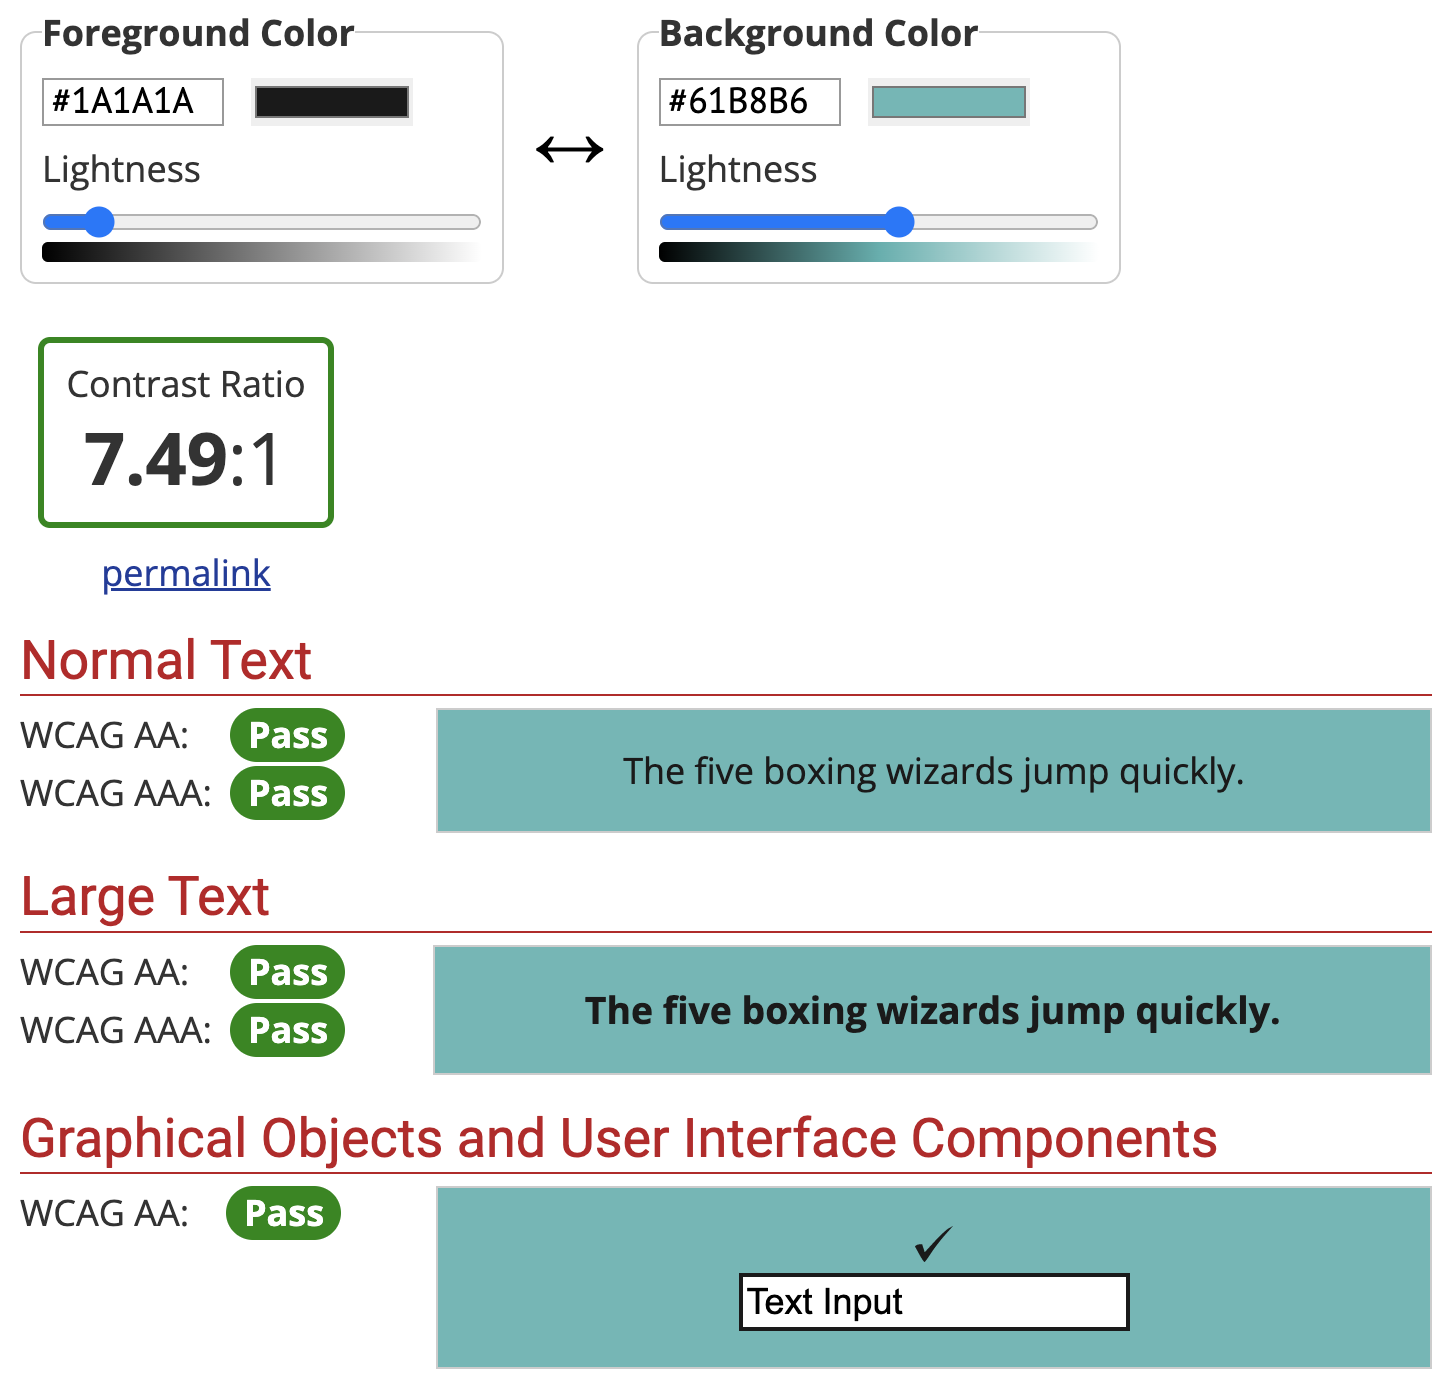 Foreground Color
#1A1A1A
Lightness
Background Color
#61B8B6
Lightness
Contrast Ratio
7.49:1
permalink
Normal Text
WCAG AA: Pass
WCAG AAA: Pass
The five boxing wizards jump quickly.
Large Text
WCAG AA: Pass
WCAG AAA: Pass
The five boxing wizards jump quickly.
Graphical Objects and User Interface Components
WCAG AA: Pass
✓
Text Input